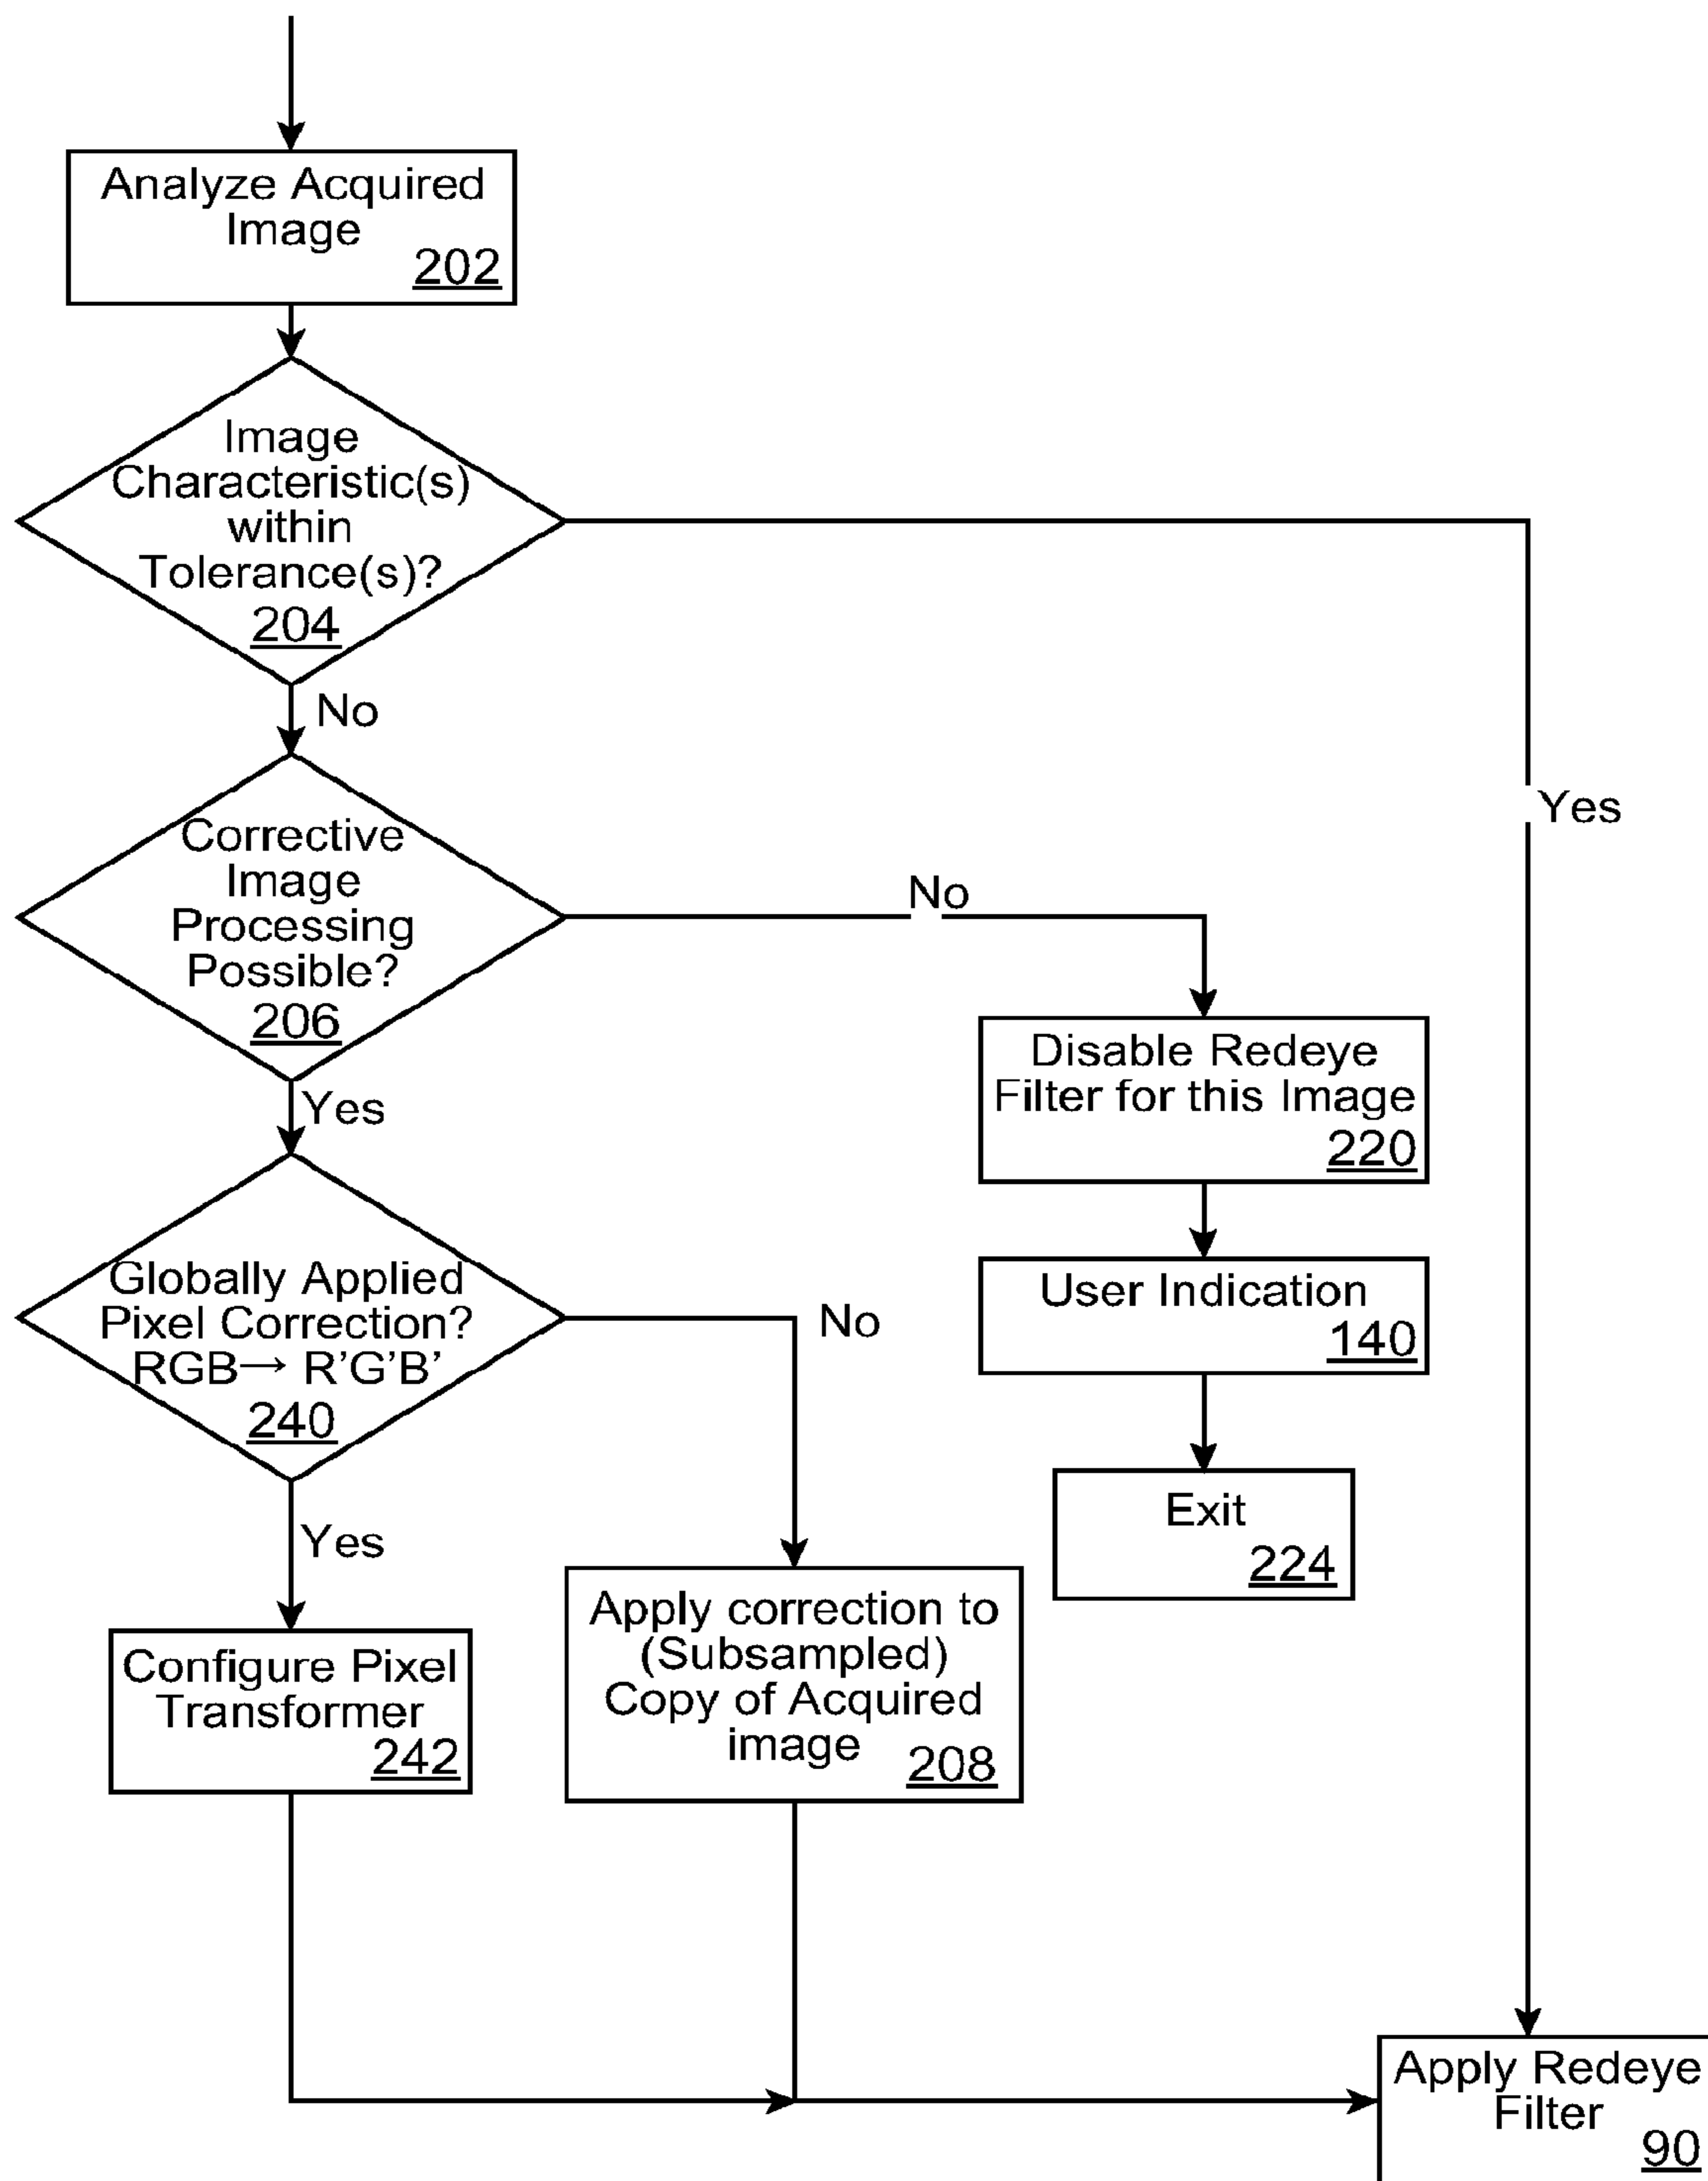 Analyze Acquired
Image
202
Image
Characteristic(s)
within
Tolerance(s)?
204
No
Yes
Corrective
Image
Processing
Possible?
206
No
Yes
Disable Redeye
Filter for this Image
220
User Indication
140
Exit
224
Globally Applied
Pixel Correction?
RGB→ R'G'B'
240
No
Yes
Configure Pixel
Transformer
242
Apply correction to
(Subsampled)
Copy of Acquired
image
208
Apply Redeye
Filter
90